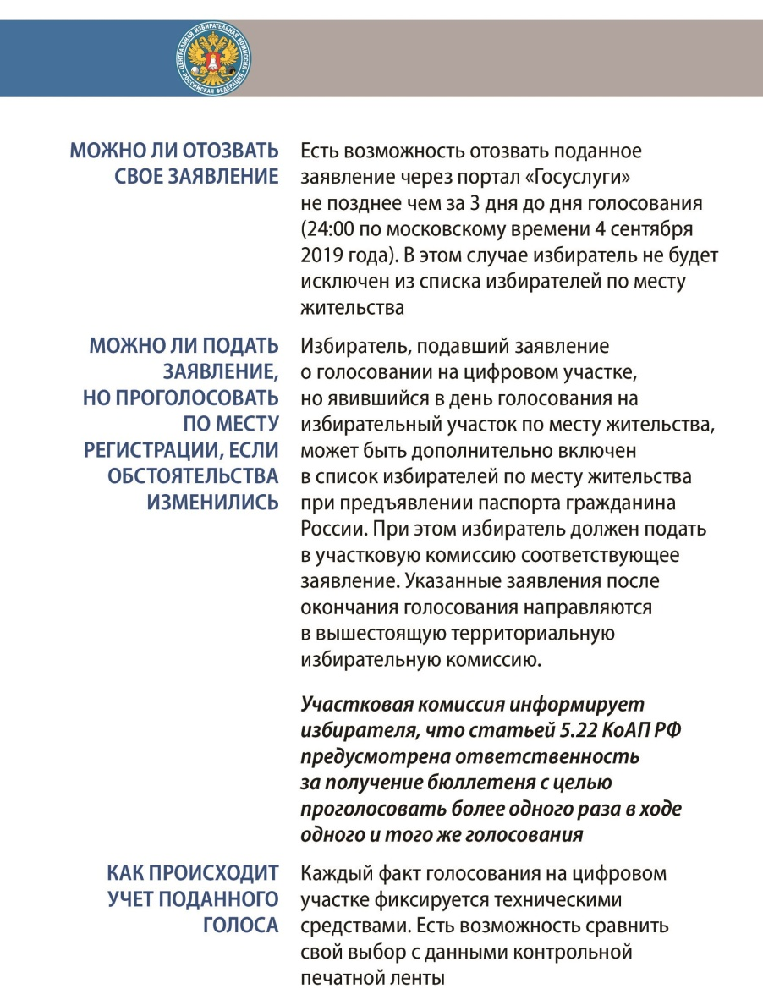 ЦЕНТРАЛЬНАЯ ИЗБИРАТЕЛЬНАЯ КОМИССИЯ
РОССИЙСКАЯ ФЕДЕРАЦИЯ
МОЖНО ЛИ ОТОЗВАТЬ
СВОЕ ЗАЯВЛЕНИЕ
Есть возможность отозвать поданное
заявление через портал «Госуслуги»
не позднее чем за 3 дня до дня голосования
(24:00 по московскому времени 4 сентября
2019 года). В этом случае избиратель не будет
исключен из списка избирателей по месту
жительства
МОЖНО ЛИ ПОДАТЬ
ЗАЯВЛЕНИЕ,
НО ПРОГОЛОСОВАТЬ
ПО МЕСТУ
РЕГИСТРАЦИИ, ЕСЛИ
ОБСТОЯТЕЛЬСТВА
ИЗМЕНИЛИСЬ
Избиратель, подавший заявление
о голосовании на цифровом участке,
но явившийся в день голосования на
избирательный участок по месту жительства,
может быть дополнительно включен
в список избирателей по месту жительства
при предъявлении паспорта гражданина
России. При этом избиратель должен подать
в участковую комиссию соответствующее
заявление. Указанные заявления после
окончания голосования направляются
в вышестоящую территориальную
избирательную комиссию.
Участковая комиссия информирует
избирателя, что статьей 5.22 КоАП РФ
предусмотрена ответственность
за получение бюллетеня с целью
проголосовать более одного раза в ходе
одного и того же голосования
КАК ПРОИСХОДИТ
УЧЕТ ПОДАННОГО
ГОЛОСА
Каждый факт голосования на цифровом
участке фиксируется техническими
средствами. Есть возможность сравнить
свой выбор с данными контрольной
печатной ленты